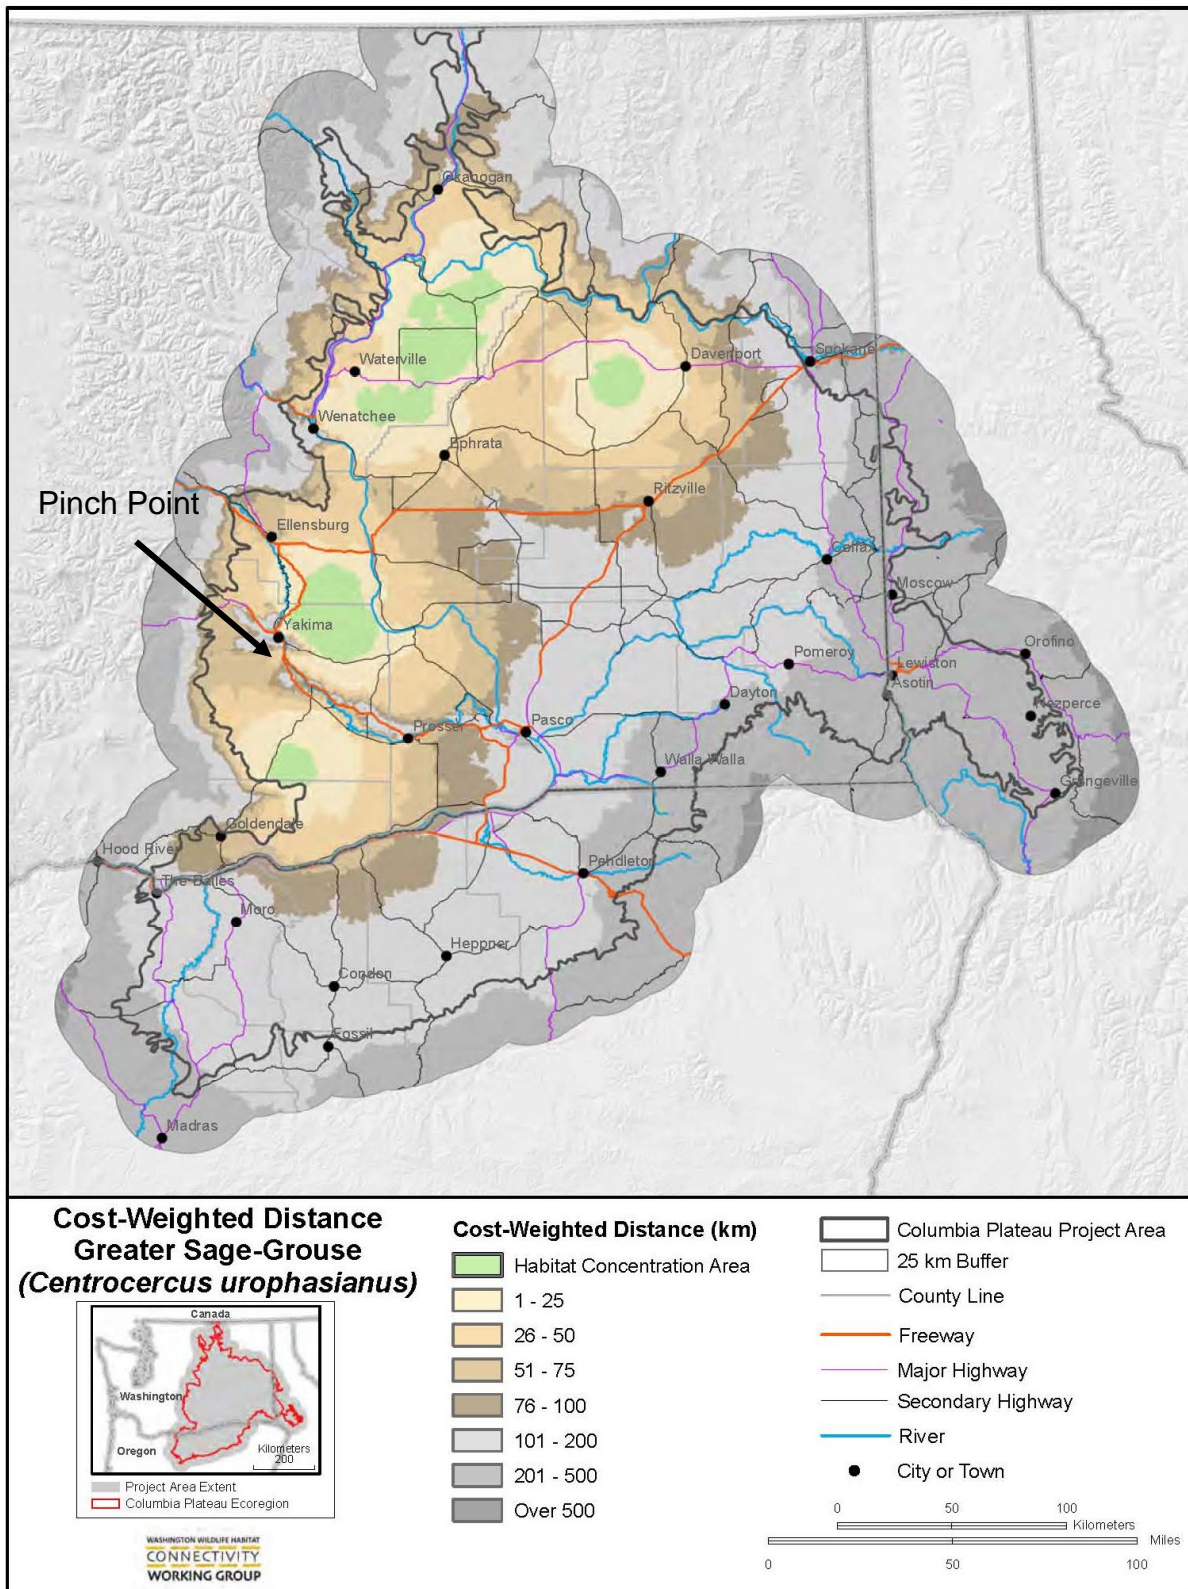 Okanogan
Waterville
Davenport
Spokane
Wenatchee
Ephrata
Pinch Point
Ritzville
Ellensburg
Colfax
Moscow
Yakima
Orofino
Pomeroy
Lewiston
Asotin
Dayton
Nezperce
Prosser
Pasco
Walla Walla
Grangeville
Goldendale
Hood River
Pendleton
The Dalles
Moro
Heppner
Condon
Fossil
Madras
Cost-Weighted Distance
Greater Sage-Grouse
(Centrocercus urophasianus)
Canada
Washington
Oregon
Kilometers
200
Project Area Extent
Columbia Plateau Ecoregion
WASHINGTON WILDLIFE HABITAT
CONNECTIVITY
WORKING GROUP
Cost-Weighted Distance (km)
Habitat Concentration Area
1 - 25
26 - 50
51 - 75
76 - 100
101 - 200
201 - 500
Over 500
Columbia Plateau Project Area
25 km Buffer
County Line
Freeway
Major Highway
Secondary Highway
River
City or Town
0 50 100
Kilometers
Miles
0 50 100